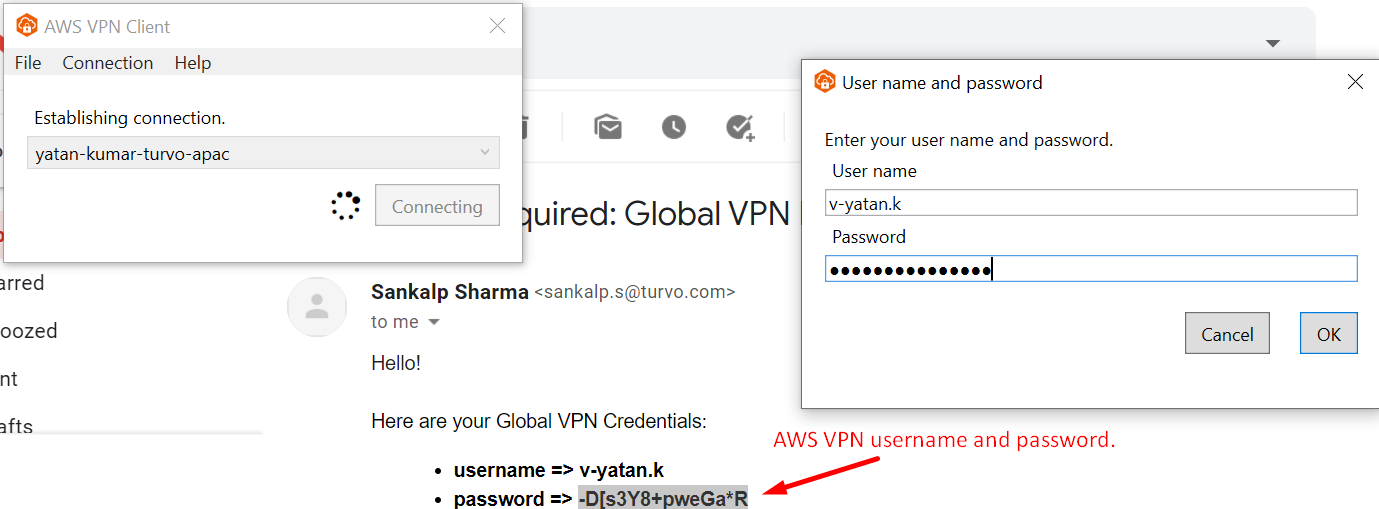 AWS VPN Client
File Connection Help
Establishing connection.
yatan-kumar-turvo-apac
Connecting
User name and password
Enter your user name and password.
User name
v-yatan.k
Password
●●●●●●●●●●●●●●●
Cancel OK
quired: Global VPN
arred
oozed
nt
afts
Sankalp Sharma <sankalp.s@turvo.com>
to me
Hello!
Here are your Global VPN Credentials:
AWS VPN username and password.
• username => v-yatan.k
• password => -D[s3Y8+pweGa*R